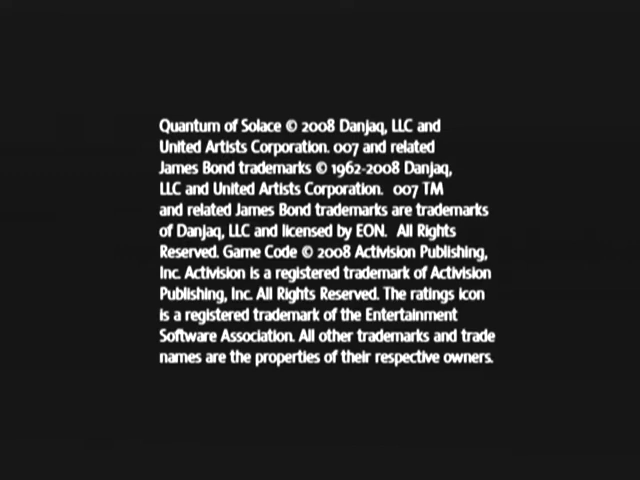 Quantum of Solace © 2008 Danjaq, LLC and
United Artists Corporation. 007 and related
James Bond trademarks © 1962-2008 Danjaq,
LLC and United Artists Corporation.  007 TM
and related James Bond trademarks are trademarks
of Danjaq, LLC and licensed by EON.  All Rights
Reserved. Game Code © 2008 Activision Publishing,
Inc. Activision is a registered trademark of Activision
Publishing, Inc. All Rights Reserved. The ratings icon
is a registered trademark of the Entertainment
Software Association. All other trademarks and trade
names are the properties of their respective owners.